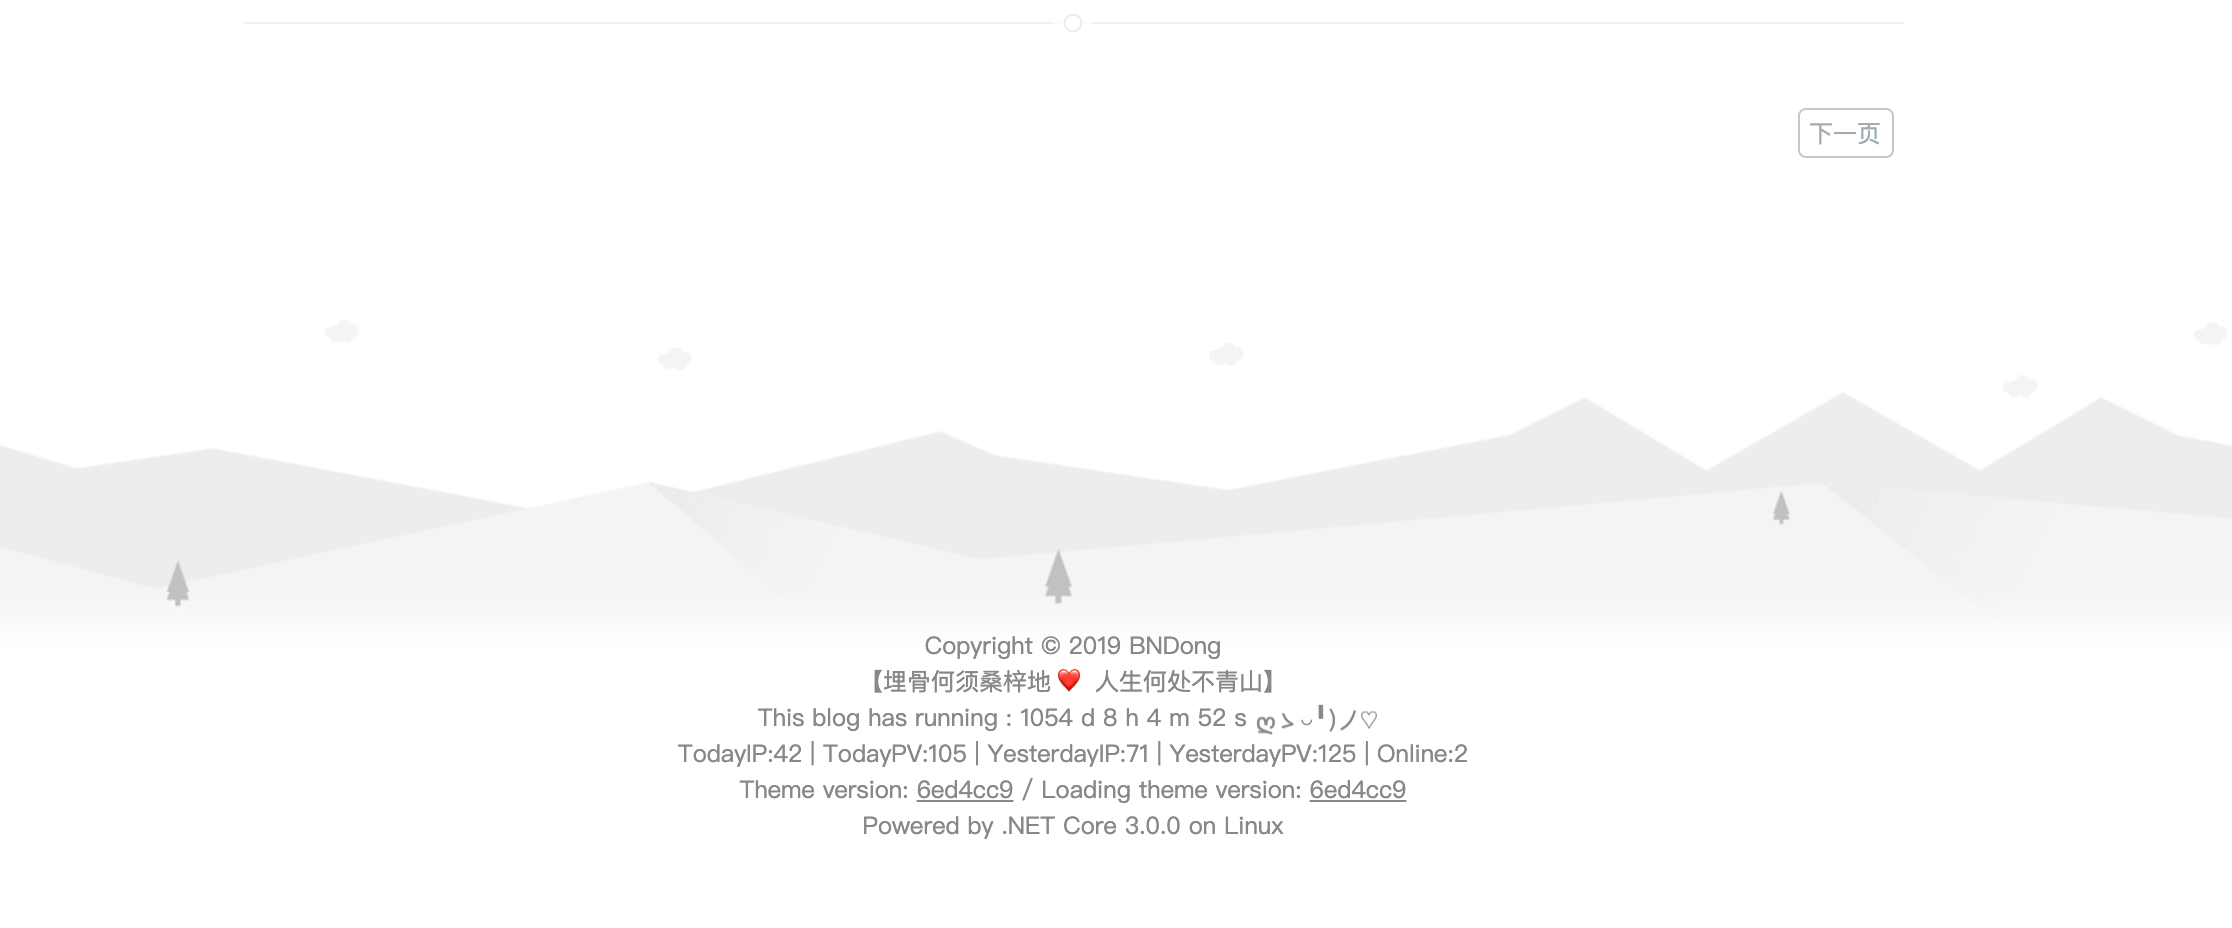 下一页
Copyright © 2019 BNDong
【埋骨何须桑梓地❤️ 人生何处不青山】
This blog has running : 1054 d 8 h 4 m 52 s ღゝ◡╹)ノ♡
TodayIP:42 | TodayPV:105 | YesterdayIP:71 | YesterdayPV:125 | Online:2
Theme version: 6ed4cc9 / Loading theme version: 6ed4cc9
Powered by .NET Core 3.0.0 on Linux